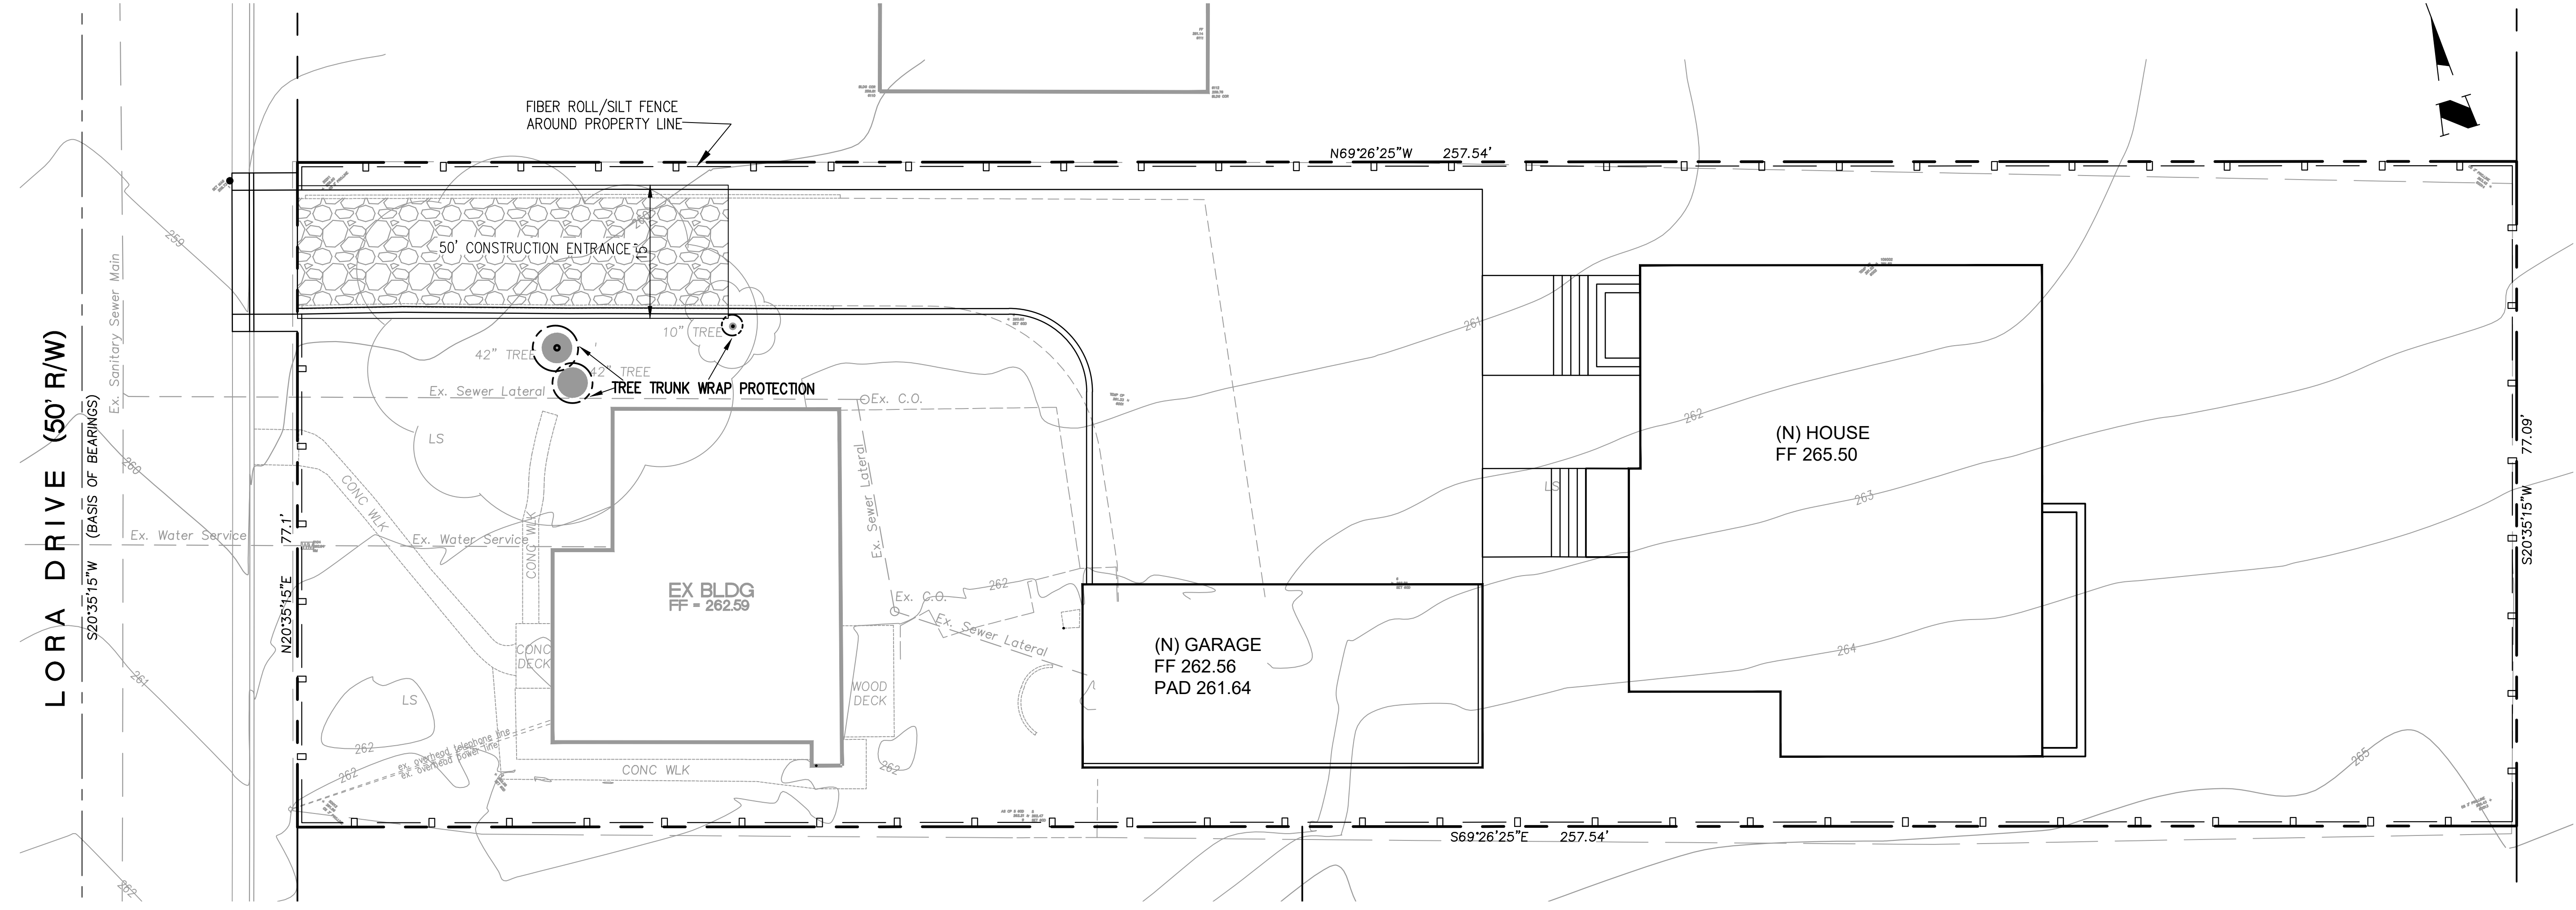 FIBER ROLL/SILT FENCE
AROUND PROPERTY LINE
N69°26'25"W 257.54'
N
259
260
50' CONSTRUCTION ENTRANCE
15'
10" TREE
42" TREE
42" TREE
TREE TRUNK WRAP PROTECTION
Ex. Sewer Lateral
Ex. C.O.
Ex. Sanitary Sewer Main
LORA DRIVE (50' R/W)
S20°35'15"W (BASIS OF BEARINGS)
LS
260
CONC WLK
CONC WLK
Ex. Water Service
Ex. Water Service
77.1'
N20°35'15"E
Ex. Sewer Lateral
EX BLDG
FF = 262.59
Ex. C.O.
Ex. Sewer Lateral
262
CONC
DECK
WOOD
DECK
LS
261
262
262
ex. overhead telephone line
ex. overhead power line
CONC WLK
262
262
(N) GARAGE
FF 262.56
PAD 261.64
261
262
LS
(N) HOUSE
FF 265.50
263
264
265
77.09'
S20°35'15"W
S69°26'25"E 257.54'